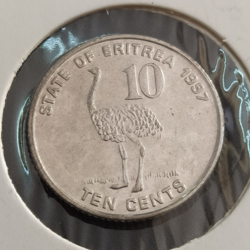 STATE OF ERITREA 1997
10
TEN CENTS